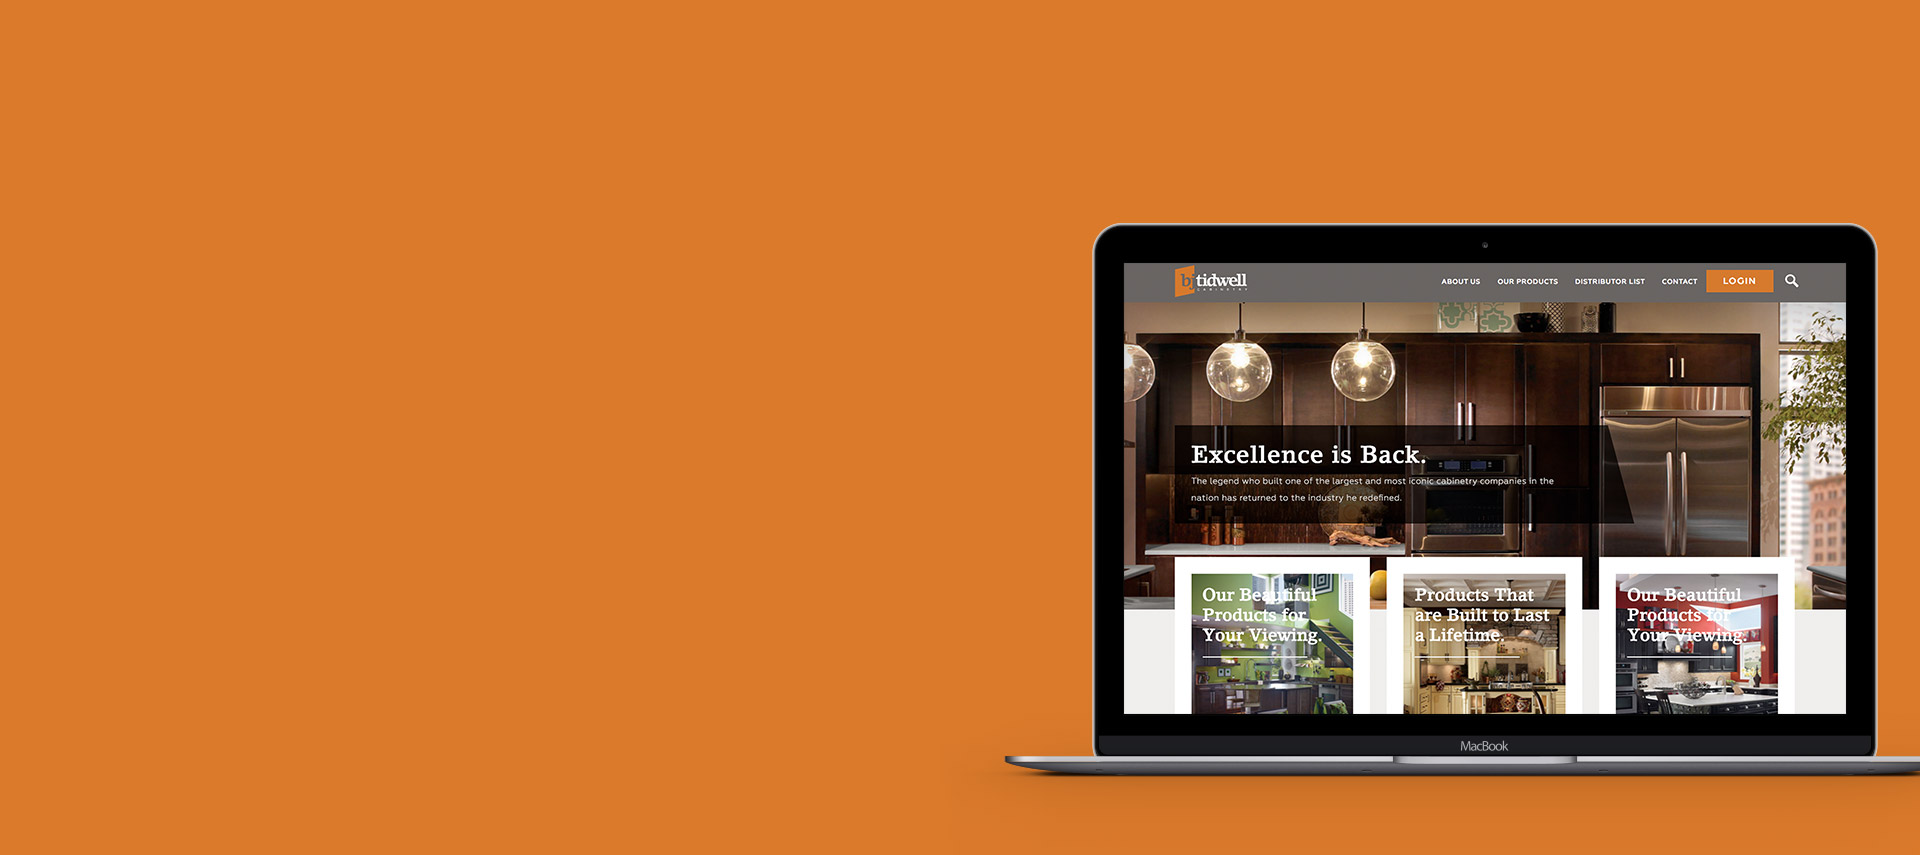 bj tidwell
CABINETRY
ABOUT US
OUR PRODUCTS
DISTRIBUTOR LIST
CONTACT
LOGIN
Excellence is Back.
The legend who built one of the largest and most iconic cabinetry companies in the
nation has returned to the industry he redefined.
Our Beautiful
Products for
Your Viewing.
Products That
are Built to Last
a Lifetime.
Our Beautiful
Products for
Your Viewing.
MacBook